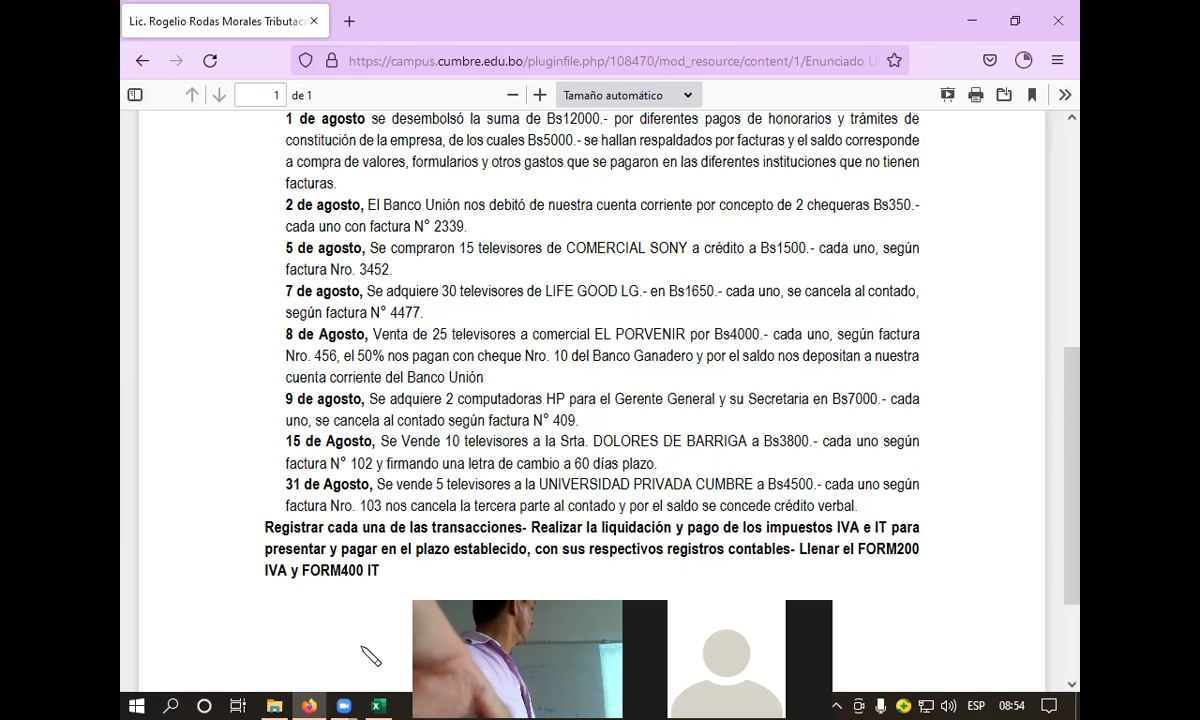 Lic. Rogelio Rodas Morales Tributac
https://campus.cumbre.edu.bo/pluginfile.php/108470/mod_resource/content/1/Enunciado Li
1 de 1 Tamaño automático
1 de agosto se desembolsó la suma de Bs12000.- por diferentes pagos de honorarios y trámites de
constitución de la empresa, de los cuales Bs5000.- se hallan respaldados por facturas y el saldo corresponde
a compra de valores, formularios y otros gastos que se pagaron en las diferentes instituciones que no tienen
facturas.
2 de agosto, El Banco Unión nos debitó de nuestra cuenta corriente por concepto de 2 chequeras Bs350.-
cada uno con factura N° 2339.
5 de agosto, Se compraron 15 televisores de COMERCIAL SONY a crédito a Bs1500.- cada uno, según
factura Nro. 3452.
7 de agosto, Se adquiere 30 televisores de LIFE GOOD LG.- en Bs1650.- cada uno, se cancela al contado,
según factura N° 4477.
8 de Agosto, Venta de 25 televisores a comercial EL PORVENIR por Bs4000.- cada uno, según factura
Nro. 456, el 50% nos pagan con cheque Nro. 10 del Banco Ganadero y por el saldo nos depositan a nuestra
cuenta corriente del Banco Unión
9 de agosto, Se adquiere 2 computadoras HP para el Gerente General y su Secretaria en Bs7000.- cada
uno, se cancela al contado según factura N° 409.
15 de Agosto, Se Vende 10 televisores a la Srta. DOLORES DE BARRIGA a Bs3800.- cada uno según
factura N° 102 y firmando una letra de cambio a 60 días plazo.
31 de Agosto, Se vende 5 televisores a la UNIVERSIDAD PRIVADA CUMBRE a Bs4500.- cada uno según
factura Nro. 103 nos cancela la tercera parte al contado y por el saldo se concede crédito verbal.
Registrar cada una de las transacciones- Realizar la liquidación y pago de los impuestos IVA e IT para
presentar y pagar en el plazo establecido, con sus respectivos registros contables- Llenar el FORM200
IVA y FORM400 IT
ESP 08:54